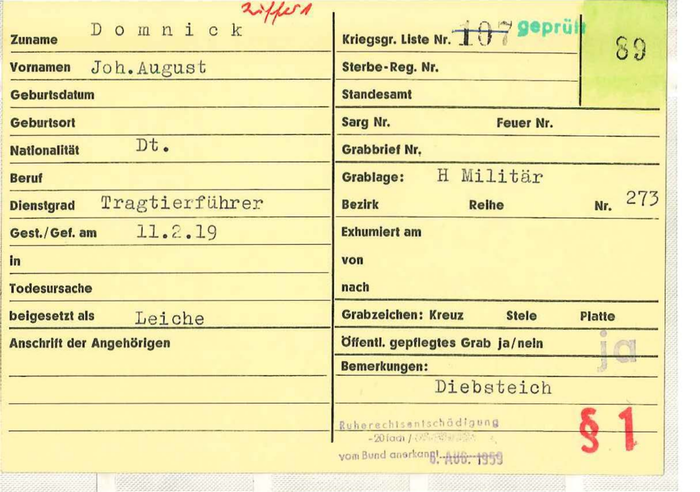 Ziffer 1
Zuname D o m n i c k
Vornamen Joh.August
Geburtsdatum
Geburtsort
Nationalität Dt.
Beruf
Dienstgrad Tragtierführer
Gest./Gef. am 11.2.19
in
Todesursache
beigesetzt als Leiche
Anschrift der Angehörigen
Kriegsgr. Liste Nr. 107 geprüft 89
Sterbe-Reg. Nr.
Standesamt
Sarg Nr. Feuer Nr.
Grabbrief Nr.
Grablage: H Militär
Bezirk Reihe Nr. 273
Exhumiert am
von
nach
Grabzeichen: Kreuz Stele Platte
Öffentl. gepflegtes Grab ja/nein ja
Bemerkungen:
Diebsteich
Ruherechtsentschädigung
-20fach /
vom Bund anerkannt 6. AUG. 1959
§ 1